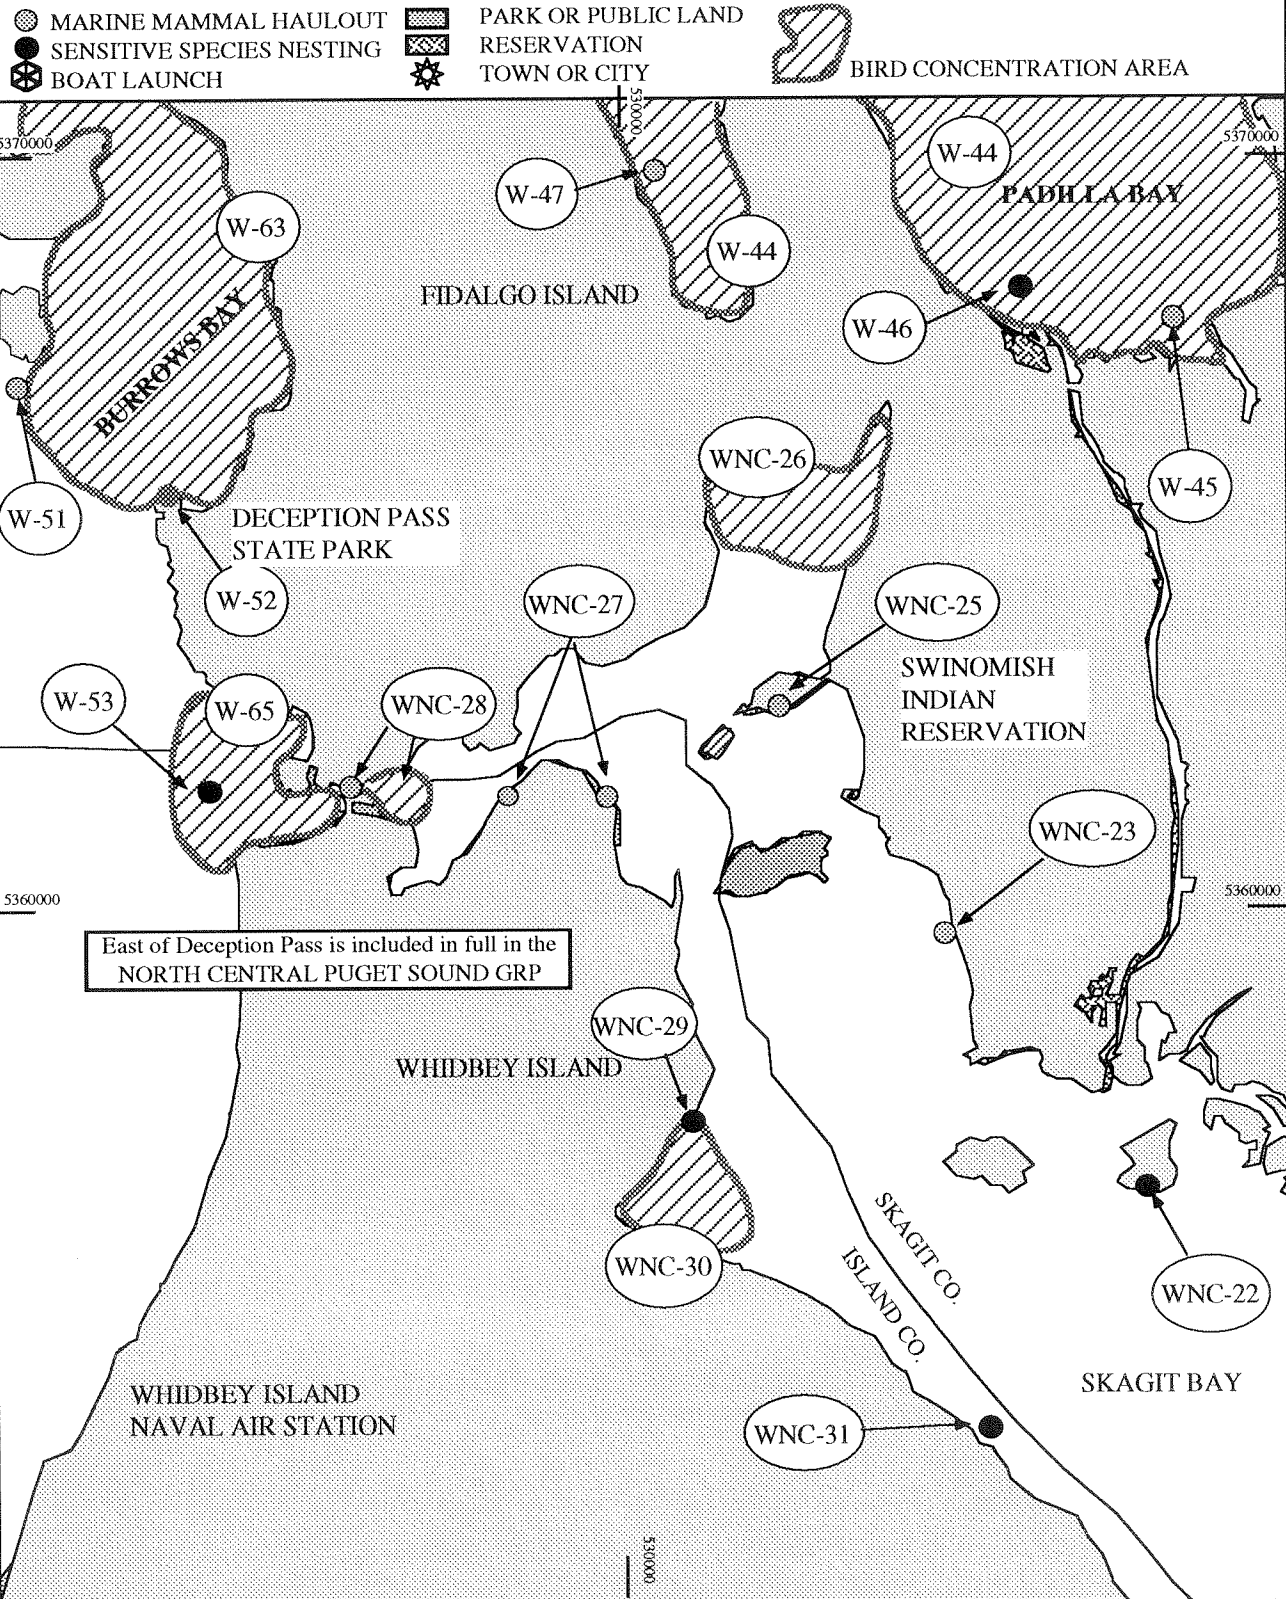 MARINE MAMMAL HAULOUT
SENSITIVE SPECIES NESTING
BOAT LAUNCH
PARK OR PUBLIC LAND
RESERVATION
TOWN OR CITY
BIRD CONCENTRATION AREA
530000
5370000
5370000
W-44
W-47
PADILLA BAY
W-63
W-44
FIDALGO ISLAND
W-46
BURROWS BAY
WNC-26
W-45
W-51
DECEPTION PASS
STATE PARK
W-52
WNC-27
WNC-25
SWINOMISH
INDIAN
RESERVATION
W-53
W-65
WNC-28
WNC-23
5360000
5360000
East of Deception Pass is included in full in the
NORTH CENTRAL PUGET SOUND GRP
WNC-29
WHIDBEY ISLAND
SKAGIT CO.
ISLAND CO.
WNC-30
WNC-22
SKAGIT BAY
WHIDBEY ISLAND
NAVAL AIR STATION
WNC-31
530000